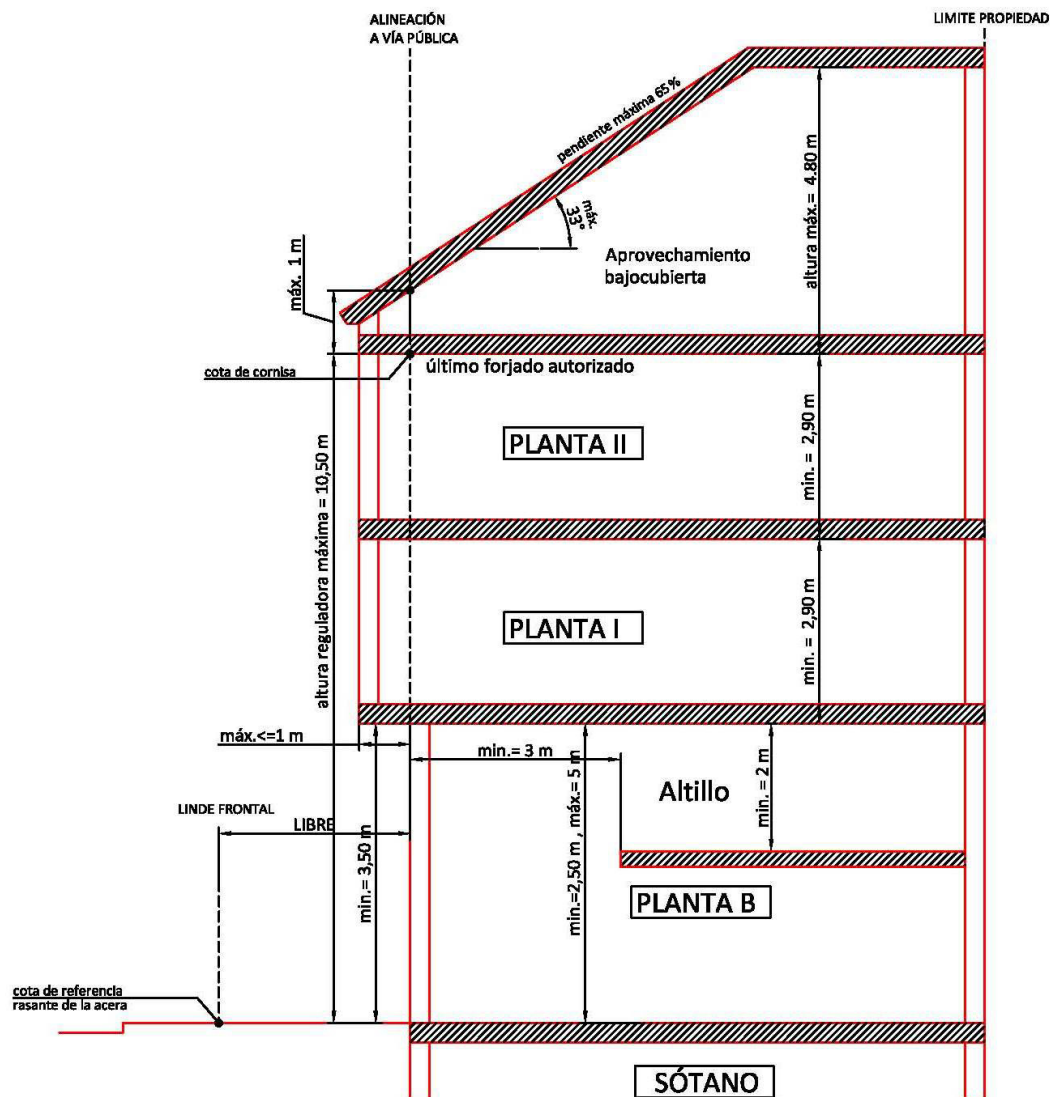 ALINEACIÓN
A VÍA PÚBLICA
LIMITE PROPIEDAD
pendiente máxima 65%
máx.
33°
altura máx.= 4.80 m
Aprovechamiento
bajocubierta
máx. 1 m
cota de cornisa
último forjado autorizado
PLANTA II
min. = 2,90 m
altura reguladora máxima = 10,50 m
PLANTA I
min. = 2,90 m
máx.<=1 m
min.= 3 m
Altillo
min. = 2 m
LINDE FRONTAL
LIBRE
min.= 3,50 m
min.=2,50 m , máx.= 5 m
PLANTA B
cota de referencia
rasante de la acera
SÓTANO